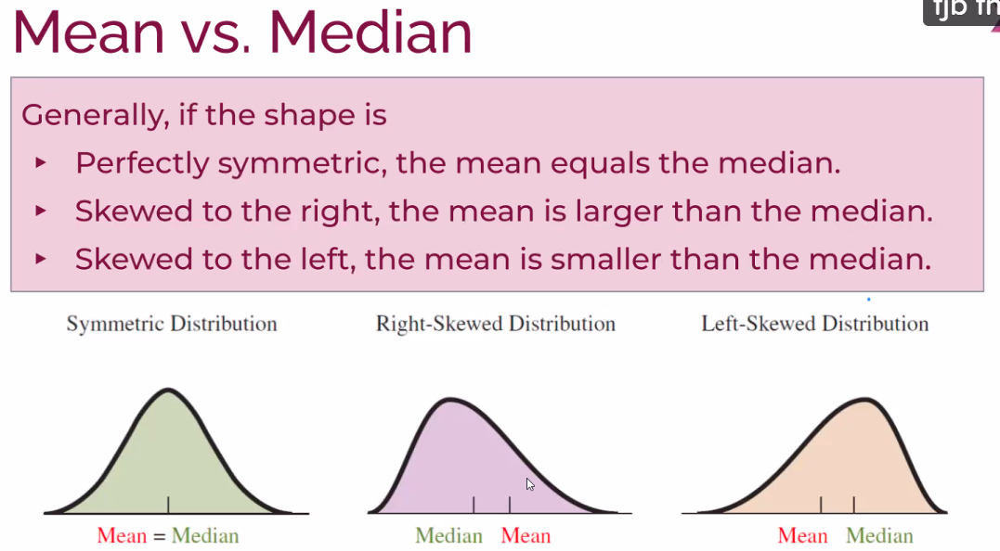 Mean vs. Median
Generally, if the shape is
‣ Perfectly symmetric, the mean equals the median.
‣ Skewed to the right, the mean is larger than the median.
‣ Skewed to the left, the mean is smaller than the median.
Symmetric Distribution
Right-Skewed Distribution
Left-Skewed Distribution
Mean = Median
Median Mean
Mean Median